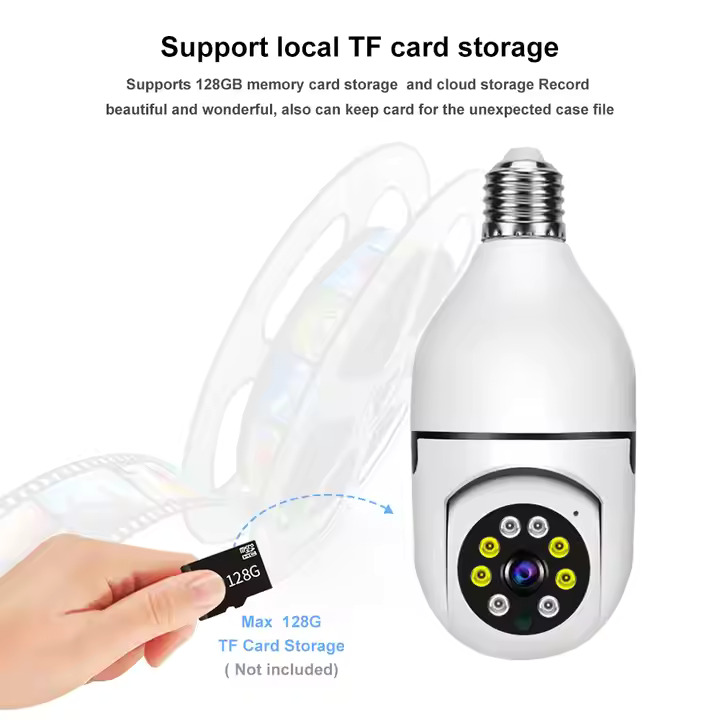 Support local TF card storage
Supports 128GB memory card storage and cloud storage Record
beautiful and wonderful, also can keep card for the unexpected case file
128G
Max 128G
TF Card Storage
( Not included)